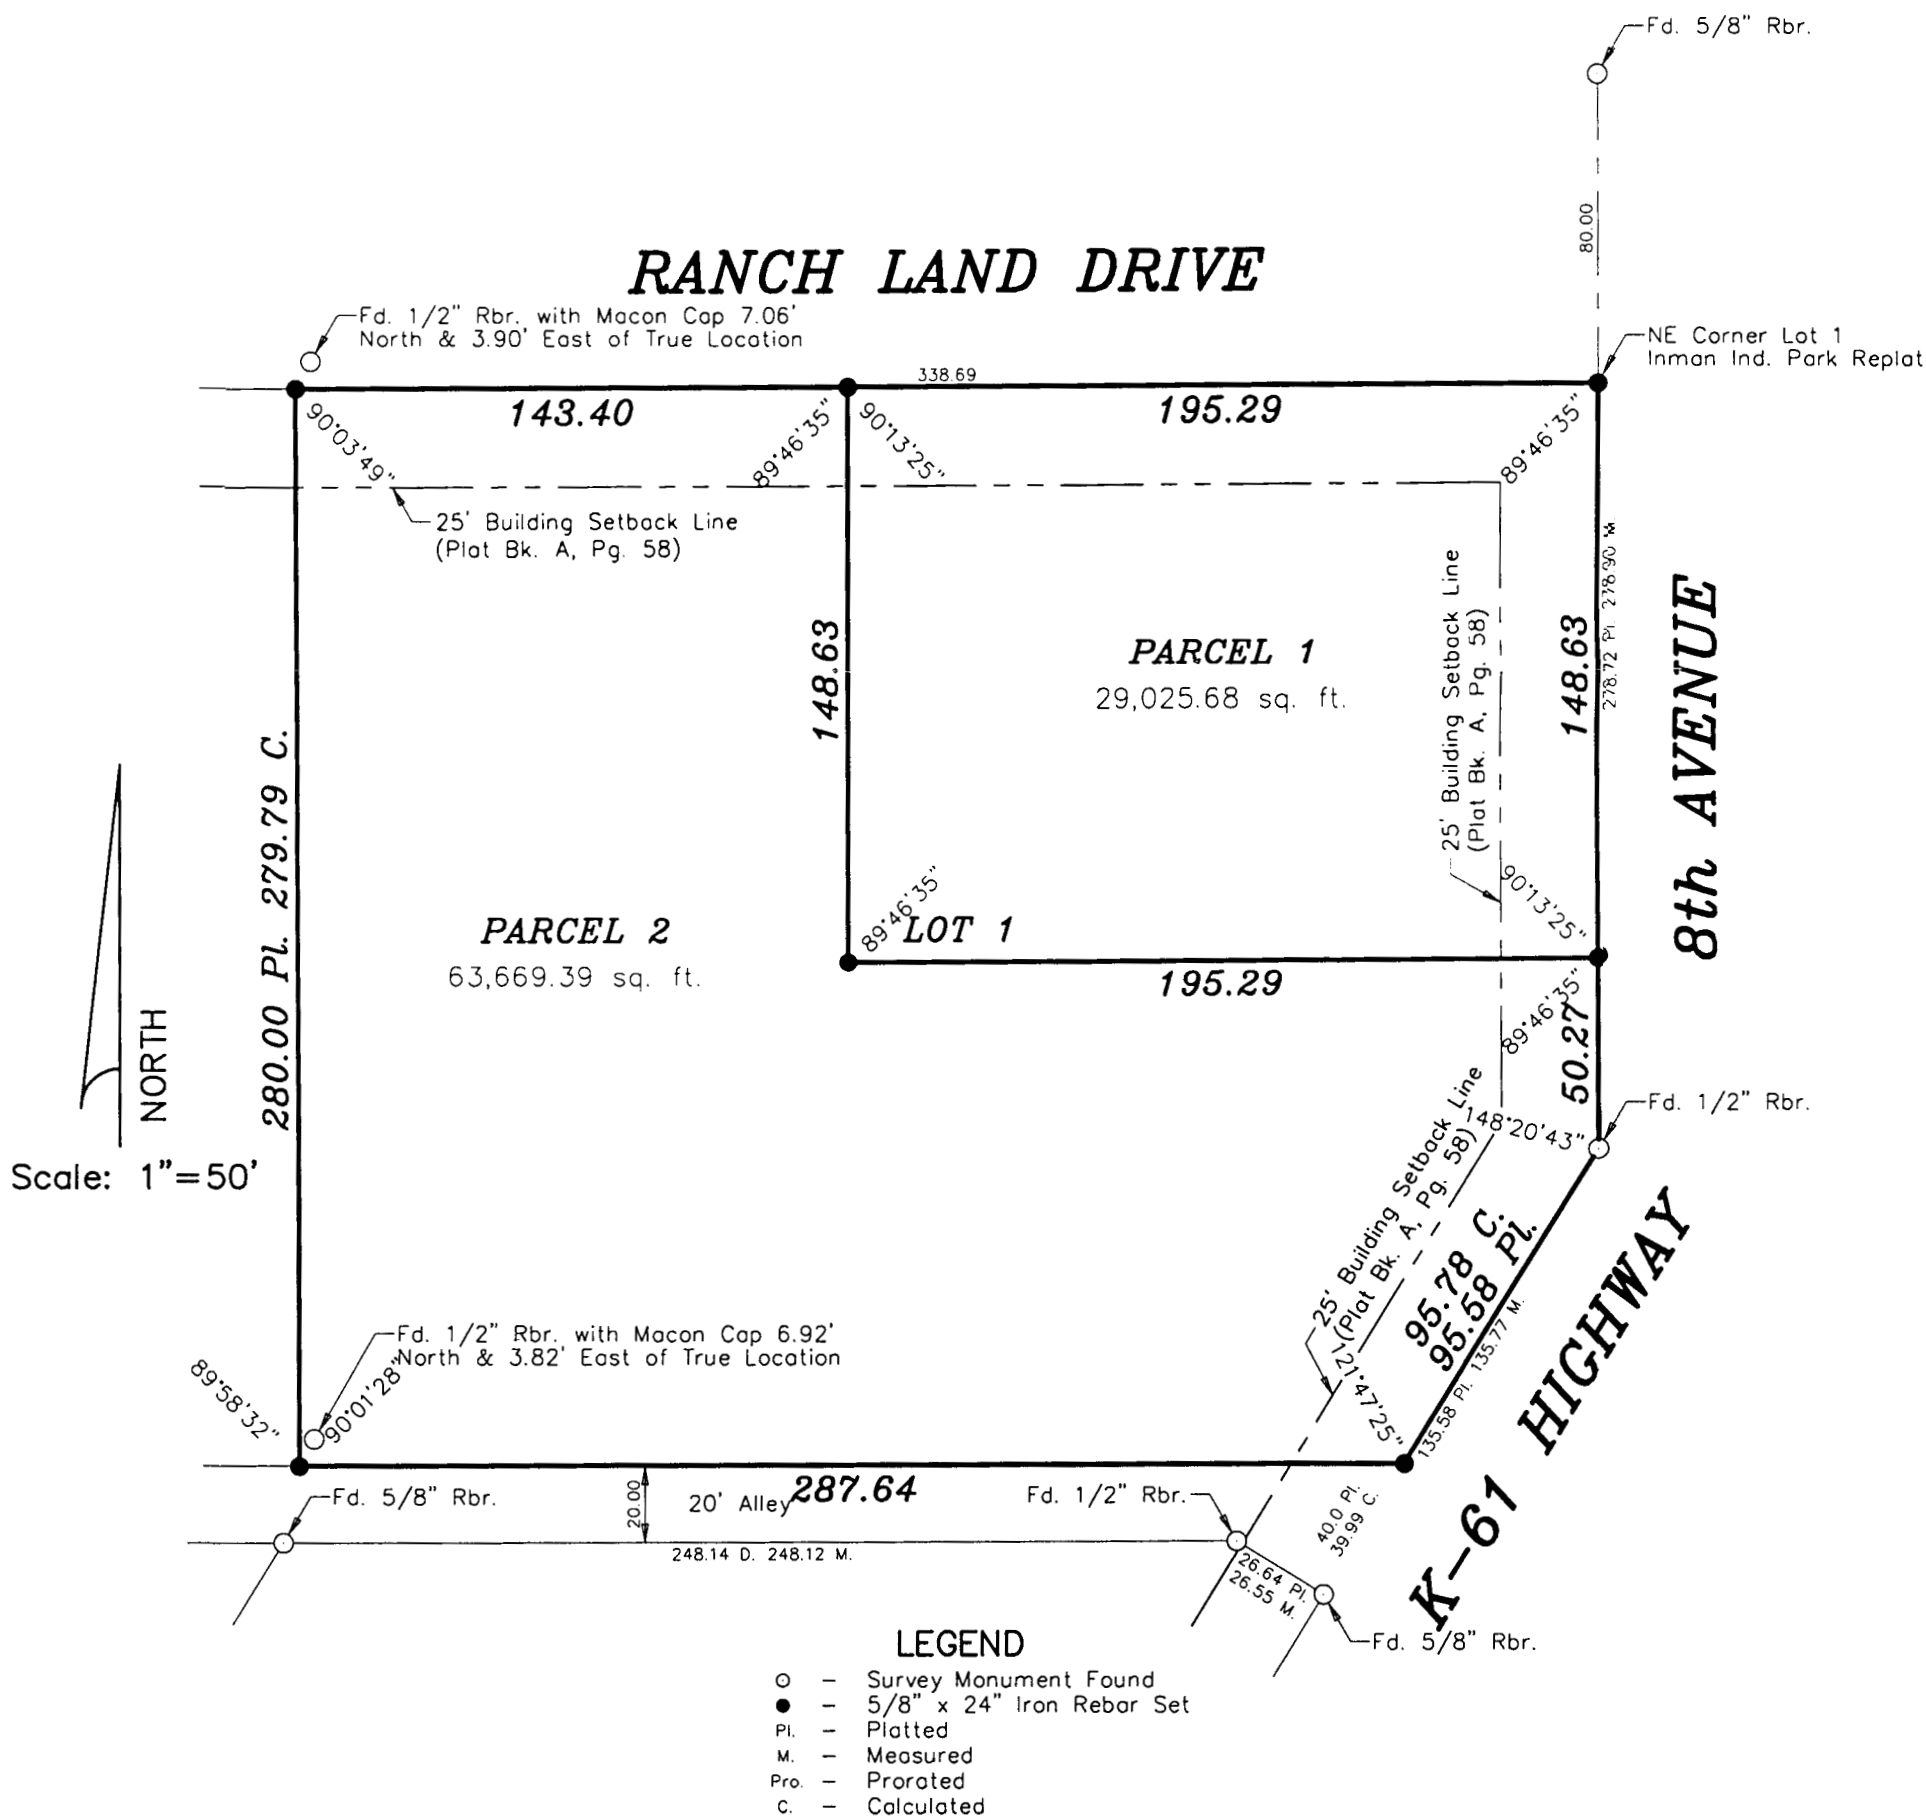 Fd. 5/8" Rbr.
80.00
RANCH LAND DRIVE
Fd. 1/2" Rbr. with Macon Cap 7.06'
North & 3.90' East of True Location
NE Corner Lot 1
Inman Ind. Park Replat
338.69
143.40
195.29
90°03'49"
89°46'35"
90°13'25"
89°46'35"
25' Building Setback Line
(Plat Bk. A, Pg. 58)
278.72 Pl. 278.90 M.
148.63
148.63
25' Building Setback Line
(Plat Bk. A, Pg. 58)
8th AVENUE
PARCEL 1
29,025.68 sq. ft.
280.00 Pl. 279.79 C.
NORTH
Scale: 1"=50'
PARCEL 2
63,669.39 sq. ft.
89°46'35"
LOT 1
90°13'25"
195.29
89°46'35"
50.27
Fd. 1/2" Rbr.
148°20'43"
25' Building Setback Line
(Plat Bk. A, Pg. 58)
95.78 C.
95.58 Pl.
135.58 Pl. 135.77 M.
121°47'25"
K-61 HIGHWAY
Fd. 1/2" Rbr. with Macon Cap 6.92'
North & 3.82' East of True Location
89°58'32"
90°01'28"
Fd. 5/8" Rbr.
20.00
20' Alley
287.64
Fd. 1/2" Rbr.
40.0 Pl.
39.99 C.
248.14 D. 248.12 M.
26.64 Pl.
26.55 M.
Fd. 5/8" Rbr.
LEGEND
– Survey Monument Found
– 5/8" x 24" Iron Rebar Set
Pl. – Platted
M. – Measured
Pro. – Prorated
C. – Calculated